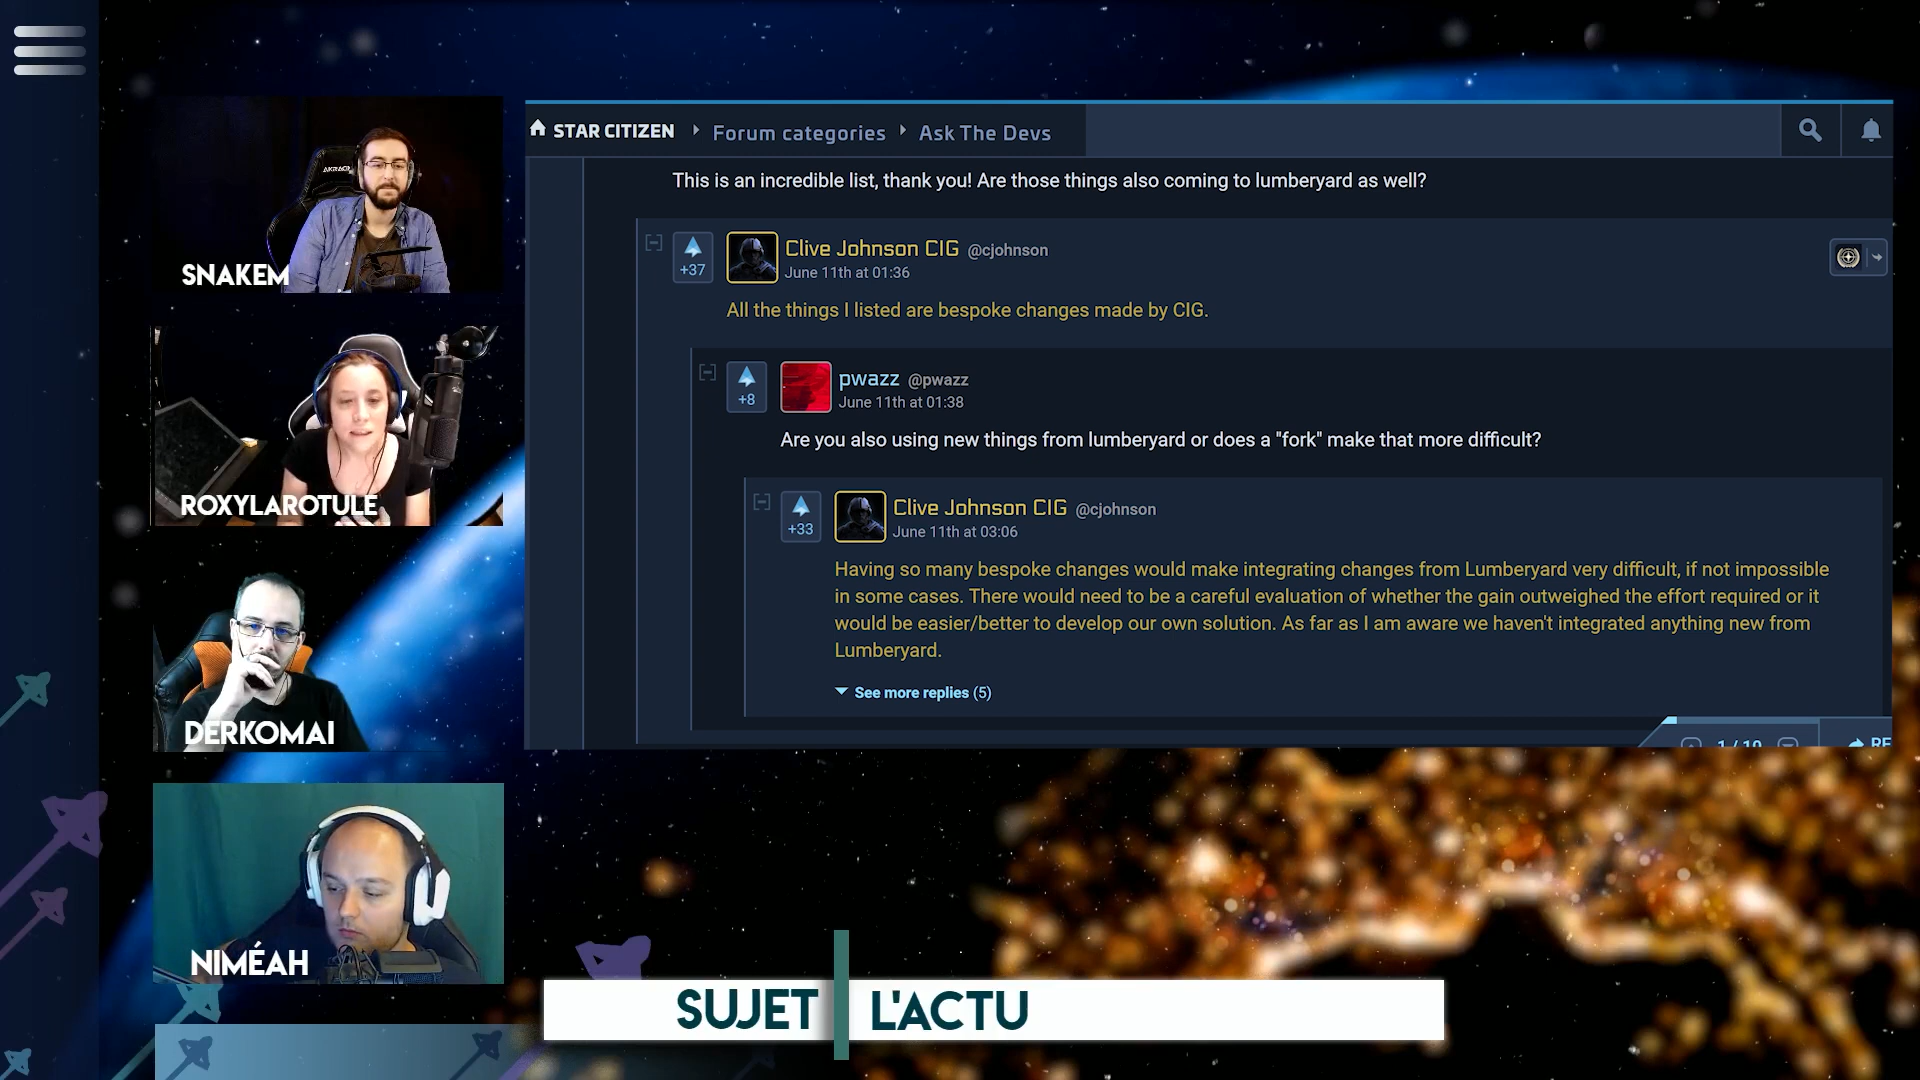 STAR CITIZEN Forum categories Ask The Devs
This is an incredible list, thank you! Are those things also coming to lumberyard as well?
+37
Clive Johnson CIG @cjohnson
June 11th at 01:36
All the things I listed are bespoke changes made by CIG.
+8
pwazz @pwazz
June 11th at 01:38
Are you also using new things from lumberyard or does a "fork" make that more difficult?
+33
Clive Johnson CIG @cjohnson
June 11th at 03:06
Having so many bespoke changes would make integrating changes from Lumberyard very difficult, if not impossible
in some cases. There would need to be a careful evaluation of whether the gain outweighed the effort required or it
would be easier/better to develop our own solution. As far as I am aware we haven't integrated anything new from
Lumberyard.
See more replies (5)
1 / 10
RE
SNAKEM
ROXYLAROTULE
DERKOMAI
NIMÉAH
SUJET L'ACTU